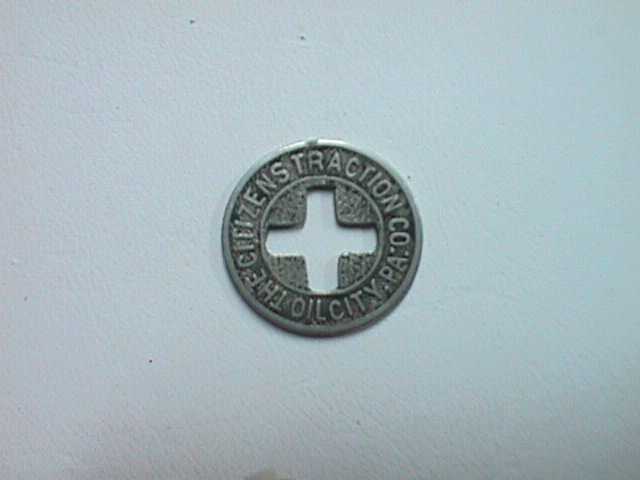 THE CITIZENS TRACTION CO.
OIL CITY, PA.